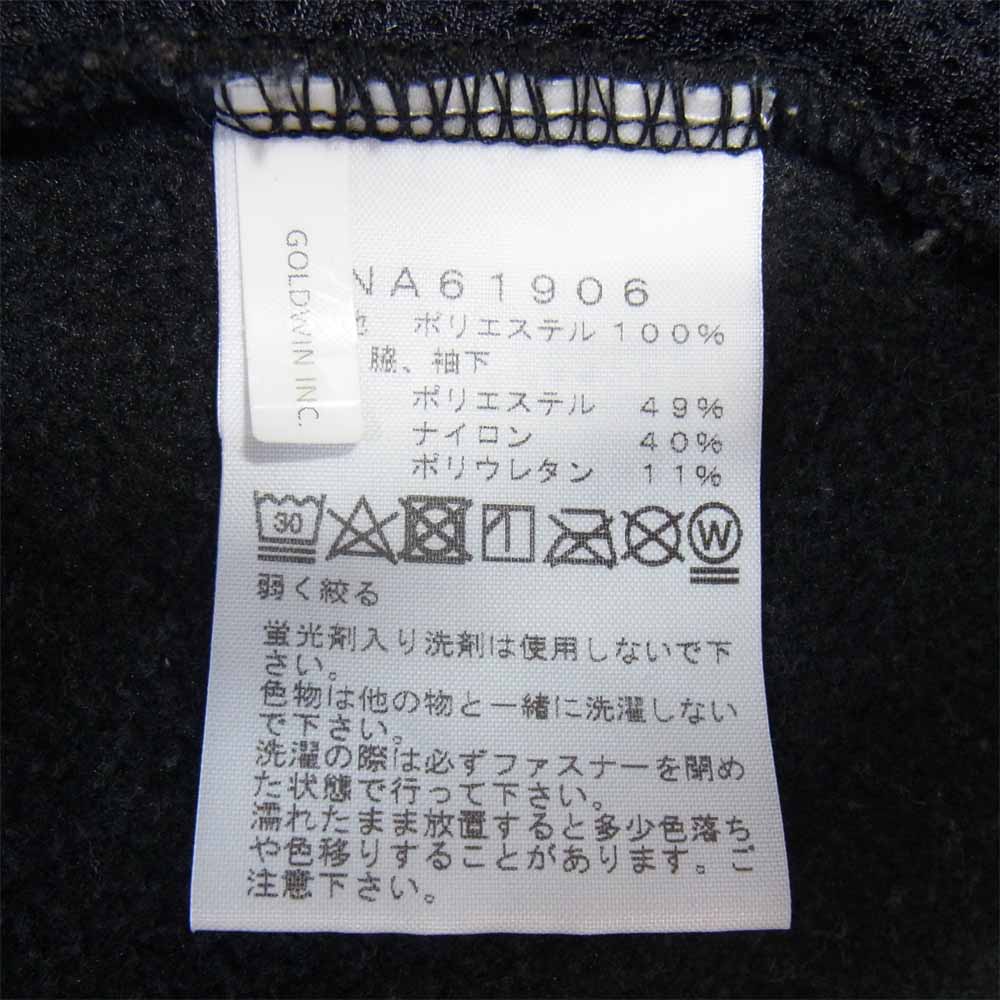 GOLDWIN INC.
NA61906
地 ポリエステル 100%
脇、袖下
ポリエステル 49%
ナイロン 40%
ポリウレタン 11%
30
W
弱く絞る
蛍光剤入り洗剤は使用しないで下
さい。
色物は他の物と一緒に洗濯しない
で下さい。
洗濯の際は必ずファスナーを閉め
た状態で行って下さい。
濡れたまま放置すると多少色落ち
や色移りすることがあります。ご
注意下さい。